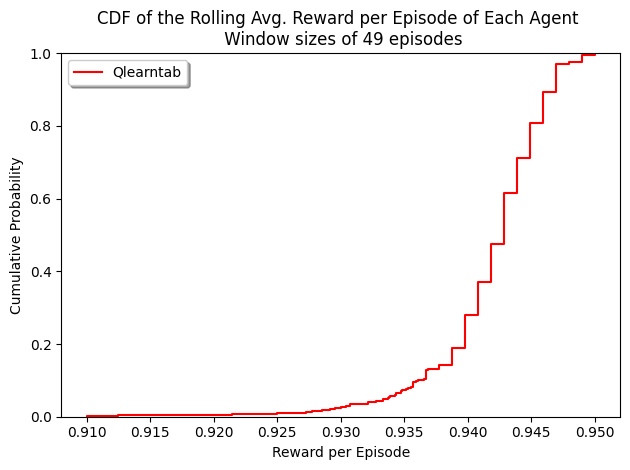 CDF of the Rolling Avg. Reward per Episode of Each Agent
Window sizes of 49 episodes
Qlearntab
1.0
0.8
0.6
0.4
0.2
0.0
Cumulative Probability
0.910 0.915 0.920 0.925 0.930 0.935 0.940 0.945 0.950
Reward per Episode